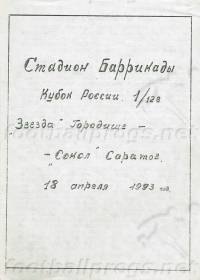 Стадион Баррикады
Кубок России 1/128
"Звезда" Городище -
- "Сокол" Саратов.
18 апреля 1993 год.